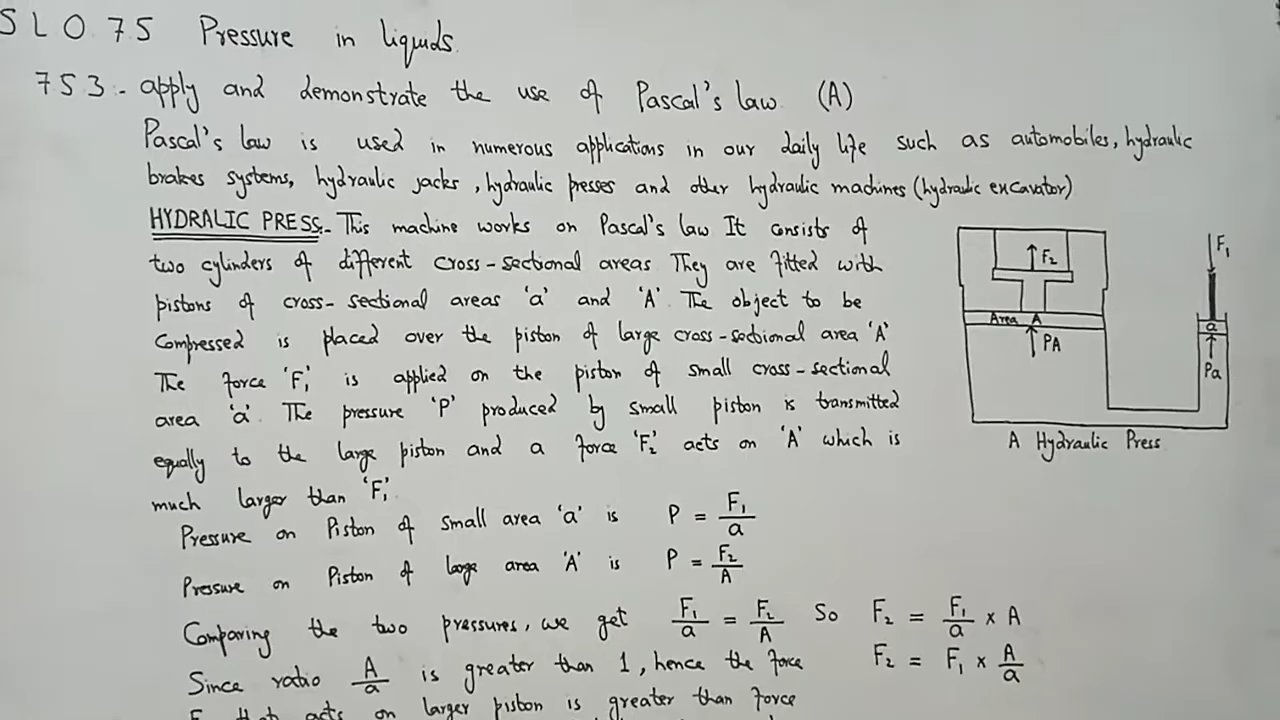 SLO 75 Pressure in liquids.
753:- apply and demonstrate the use of Pascal's law (A)
Pascal's law is used in numerous applications in our daily life such as automobiles, hydraulic
brakes systems, hydraulic jacks, hydraulic presses and other hydraulic machines (hydraulic excavator)
HYDRALIC PRESS:- This machine works on Pascal's law It consists of
two cylinders of different cross-sectional areas They are fitted with
pistons of cross-sectional areas 'a' and 'A'. The object to be
Compressed is placed over the piston of large cross-sectional area 'A'
The force 'F₁' is applied on the piston of small cross-sectional
area 'a'. The pressure 'P' produced by small piston is transmitted
equally to the large piston and a force 'F₂' acts on 'A' which is
much larger than 'F₁'
F₂
F₁
Area A
a
PA
Pa
A Hydraulic Press
Pressure on Piston of small area 'a' is P = F₁/a
Pressure on Piston of large area 'A' is P = F₂/A
Comparing the two pressures, we get F₁/a = F₂/A So F₂ = F₁/a × A
Since ratio A/a is greater than 1, hence the force F₂ = F₁ × A/a
that acts on larger piston is greater than force